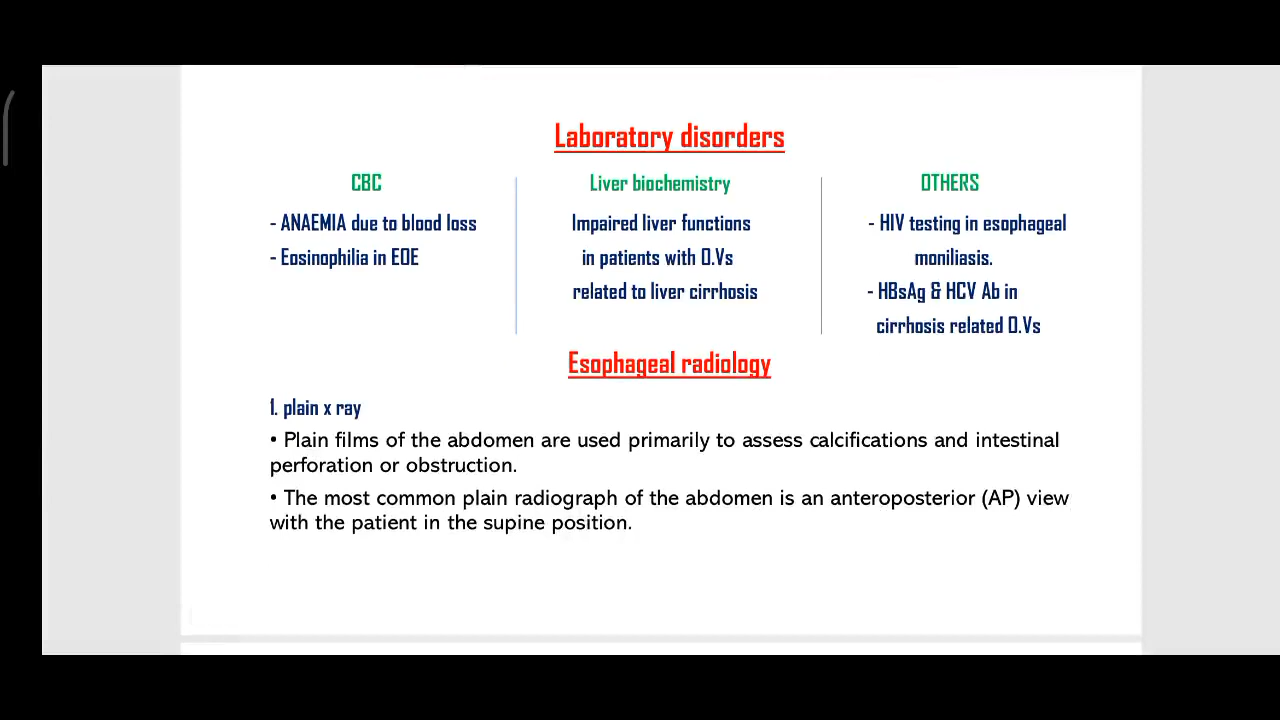 Laboratory disorders
CBC
- ANAEMIA due to blood loss
- Eosinophilia in EOE
Liver biochemistry
Impaired liver functions
in patients with O.Vs
related to liver cirrhosis
OTHERS
- HIV testing in esophageal
moniliasis.
- HBsAg & HCV Ab in
cirrhosis related O.Vs
Esophageal radiology
1. plain x ray
• Plain films of the abdomen are used primarily to assess calcifications and intestinal
perforation or obstruction.
• The most common plain radiograph of the abdomen is an anteroposterior (AP) view
with the patient in the supine position.